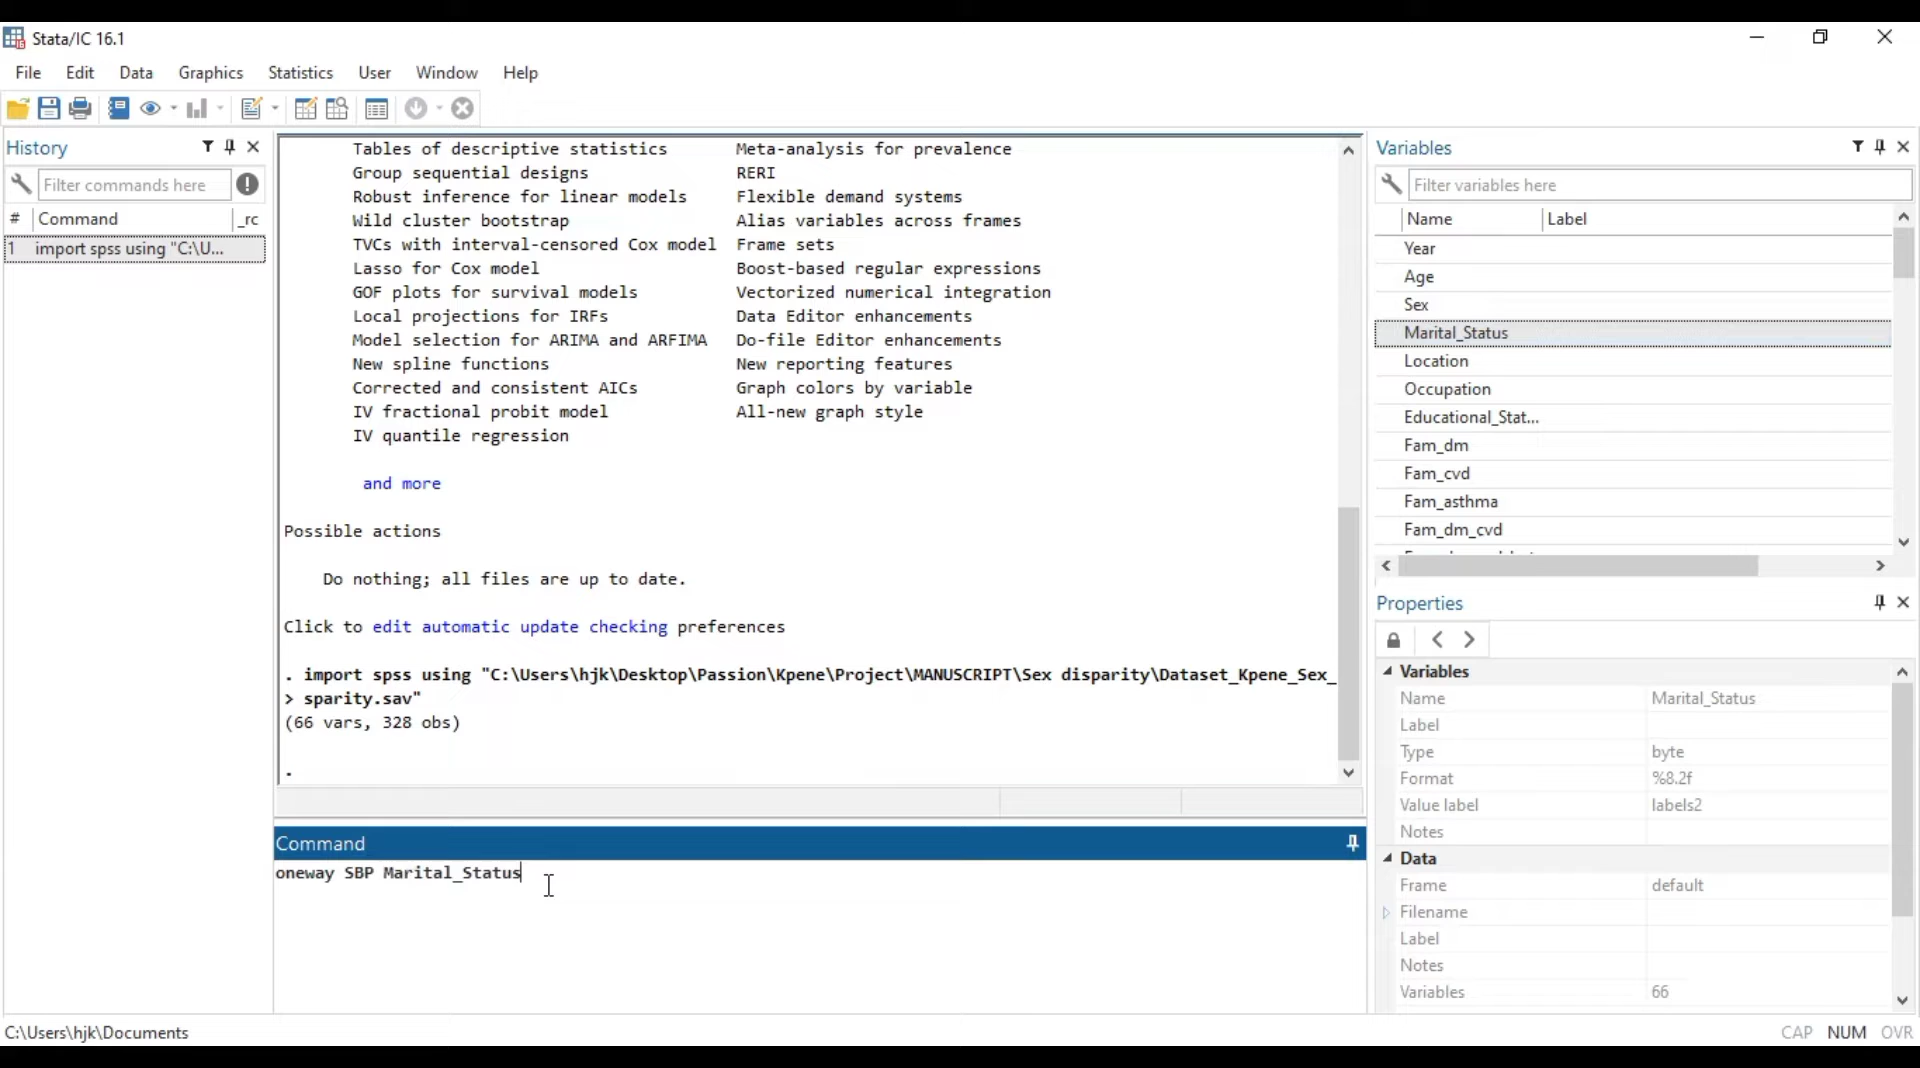 Stata/IC 16.1
File Edit Data Graphics Statistics User Window Help
History
Filter commands here
# Command _rc
1 import spss using "C:\U...
Tables of descriptive statistics Meta-analysis for prevalence
Group sequential designs RERI
Robust inference for linear models Flexible demand systems
Wild cluster bootstrap Alias variables across frames
TVCs with interval-censored Cox model Frame sets
Lasso for Cox model Boost-based regular expressions
GOF plots for survival models Vectorized numerical integration
Local projections for IRFs Data Editor enhancements
Model selection for ARIMA and ARFIMA Do-file Editor enhancements
New spline functions New reporting features
Corrected and consistent AICs Graph colors by variable
IV fractional probit model All-new graph style
IV quantile regression
and more
Possible actions
Do nothing; all files are up to date.
Click to edit automatic update checking preferences
. import spss using "C:\Users\hjk\Desktop\Passion\Kpene\Project\MANUSCRIPT\Sex disparity\Dataset_Kpene_Sex_
> sparity.sav"
(66 vars, 328 obs)
.
Command
oneway SBP Marital_Status
Variables
Filter variables here
Name Label
Year
Age
Sex
Marital_Status
Location
Occupation
Educational_Stat...
Fam_dm
Fam_cvd
Fam_asthma
Fam_dm_cvd
Properties
Variables
Name Marital_Status
Label
Type byte
Format %8.2f
Value label labels2
Notes
Data
Frame default
Filename
Label
Notes
Variables 66
C:\Users\hjk\Documents
CAP NUM OVR